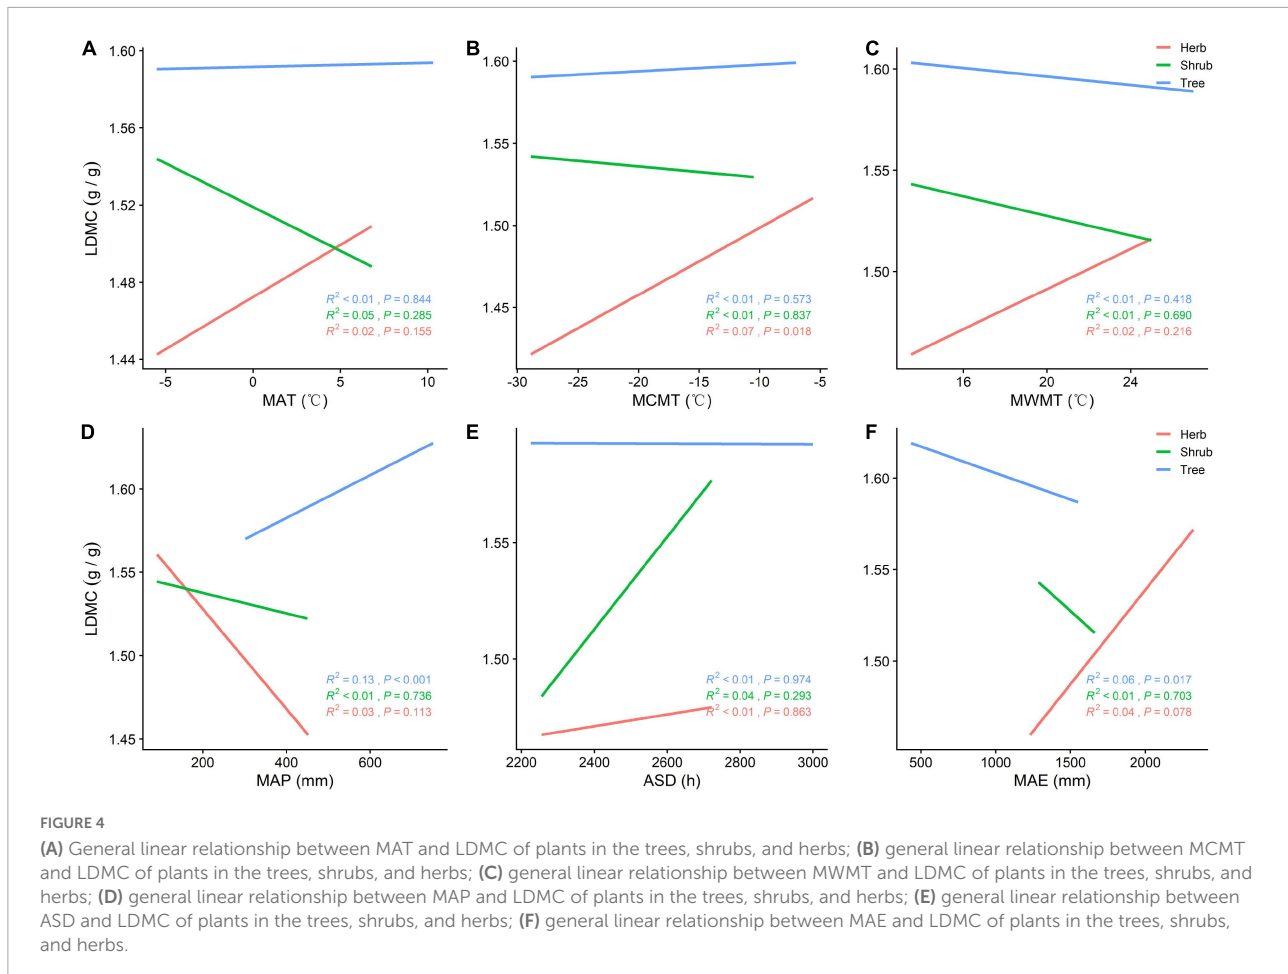 A
B
C
Herb
Shrub
Tree
1.60
1.56
1.52
1.48
1.44
LDMC (g / g)
R² < 0.01 , P = 0.844
R² = 0.05 , P = 0.285
R² = 0.02 , P = 0.155
-5 0 5 10
MAT (℃)
1.60
1.55
1.50
1.45
R² < 0.01 , P = 0.573
R² < 0.01 , P = 0.837
R² = 0.07 , P = 0.018
-30 -25 -20 -15 -10 -5
MCMT (℃)
1.60
1.55
1.50
R² < 0.01 , P = 0.418
R² < 0.01 , P = 0.690
R² = 0.02 , P = 0.216
16 20 24
MWMT (℃)
D
E
F
Herb
Shrub
Tree
1.60
1.55
1.50
1.45
LDMC (g / g)
R² = 0.13 , P < 0.001
R² < 0.01 , P = 0.736
R² = 0.03 , P = 0.113
200 400 600
MAP (mm)
1.55
1.50
R² < 0.01 , P = 0.974
R² = 0.04 , P = 0.293
R² < 0.01 , P = 0.863
2200 2400 2600 2800 3000
ASD (h)
1.60
1.55
1.50
R² = 0.06 , P = 0.017
R² < 0.01 , P = 0.703
R² = 0.04 , P = 0.078
500 1000 1500 2000
MAE (mm)
FIGURE 4
(A) General linear relationship between MAT and LDMC of plants in the trees, shrubs, and herbs; (B) general linear relationship between MCMT
and LDMC of plants in the trees, shrubs, and herbs; (C) general linear relationship between MWMT and LDMC of plants in the trees, shrubs, and
herbs; (D) general linear relationship between MAP and LDMC of plants in the trees, shrubs, and herbs; (E) general linear relationship between
ASD and LDMC of plants in the trees, shrubs, and herbs; (F) general linear relationship between MAE and LDMC of plants in the trees, shrubs,
and herbs.